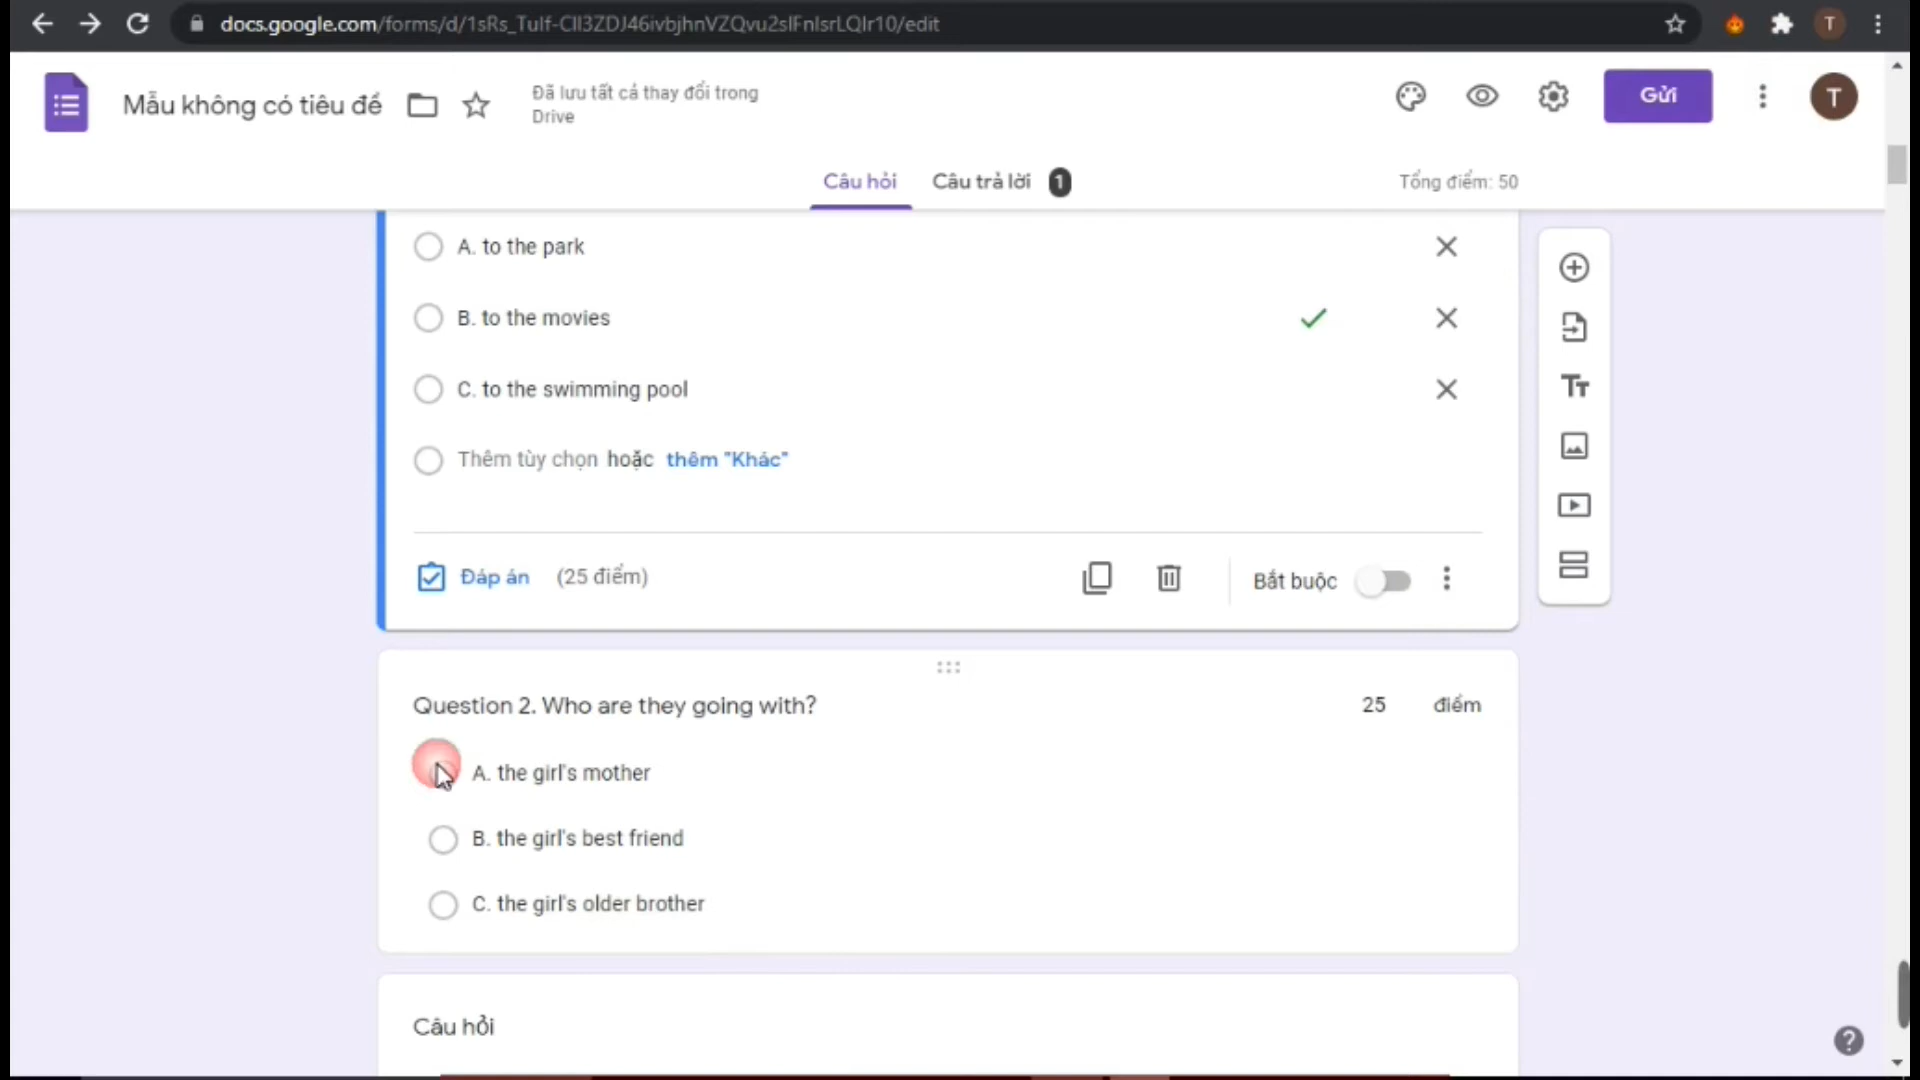 docs.google.com/forms/d/1sRs_Tulf-Cll3ZDJ46ivbjhnVZQvu2slFnlsrLQlr10/edit
T
Mẫu không có tiêu đề
Đã lưu tất cả thay đổi trong
Drive
Gửi
T
Câu hỏi
Câu trả lời
1
Tổng điểm: 50
A. to the park
B. to the movies
C. to the swimming pool
Thêm tùy chọn hoặc thêm "Khác"
Đáp án (25 điểm)
Bắt buộc
Question 2. Who are they going with?
25 điểm
A. the girl's mother
B. the girl's best friend
C. the girl's older brother
Câu hỏi